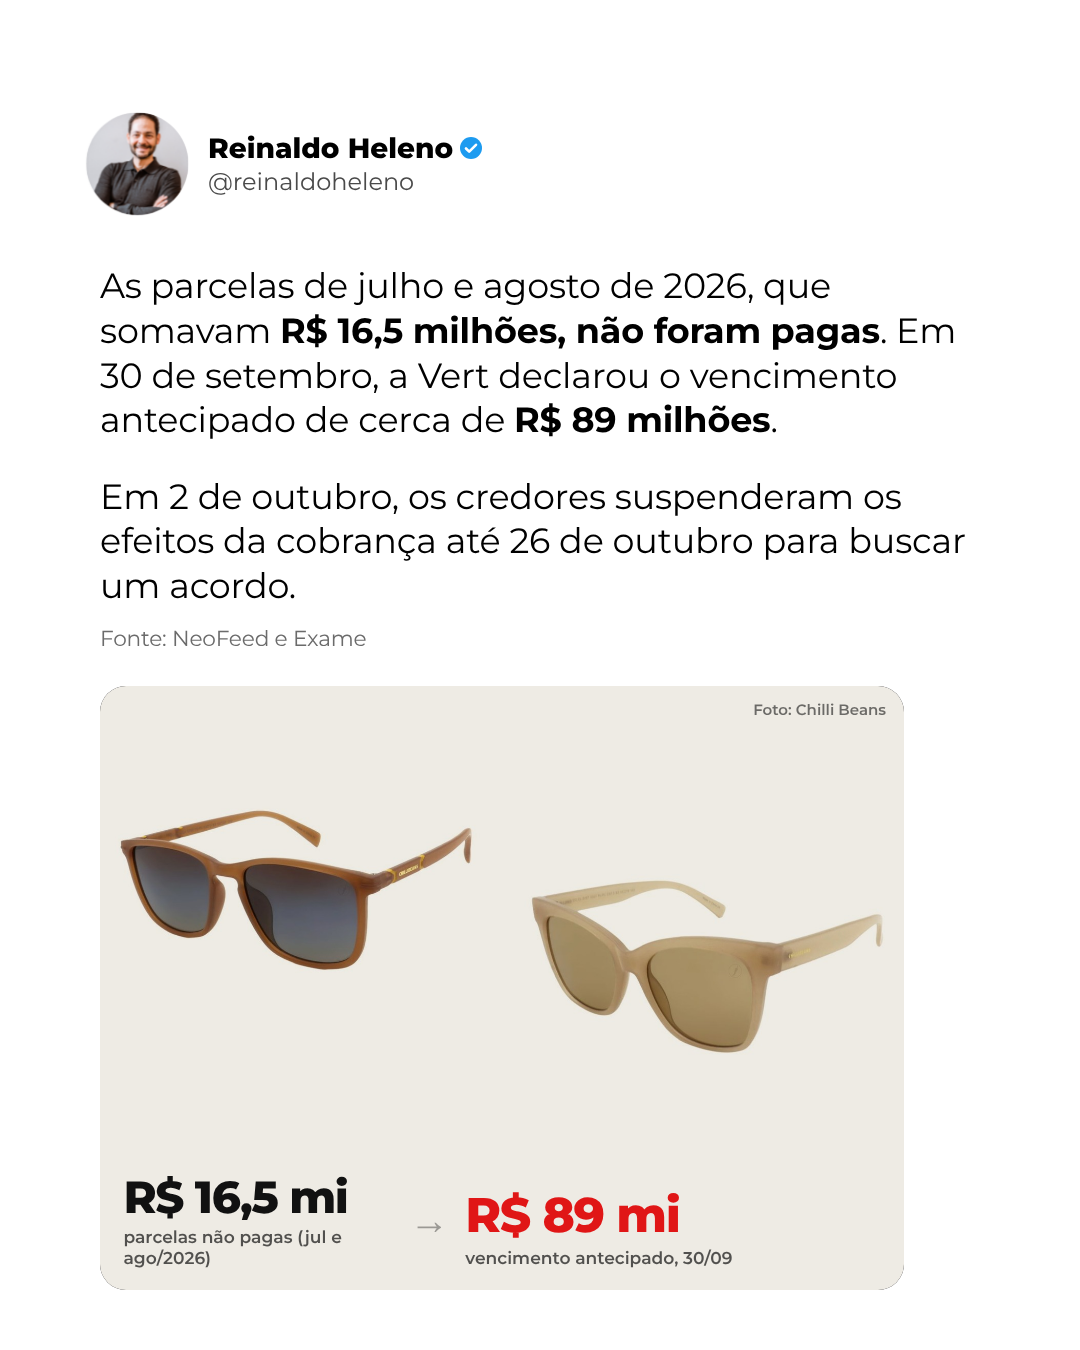 Reinaldo Heleno
@reinaldoheleno
As parcelas de julho e agosto de 2026, que
somavam R$ 16,5 milhões, não foram pagas. Em
30 de setembro, a Vert declarou o vencimento
antecipado de cerca de R$ 89 milhões.
Em 2 de outubro, os credores suspenderam os
efeitos da cobrança até 26 de outubro para buscar
um acordo.
Fonte: NeoFeed e Exame
Foto: Chilli Beans
R$ 16,5 mi
parcelas não pagas (jul e
ago/2026)
→
R$ 89 mi
vencimento antecipado, 30/09